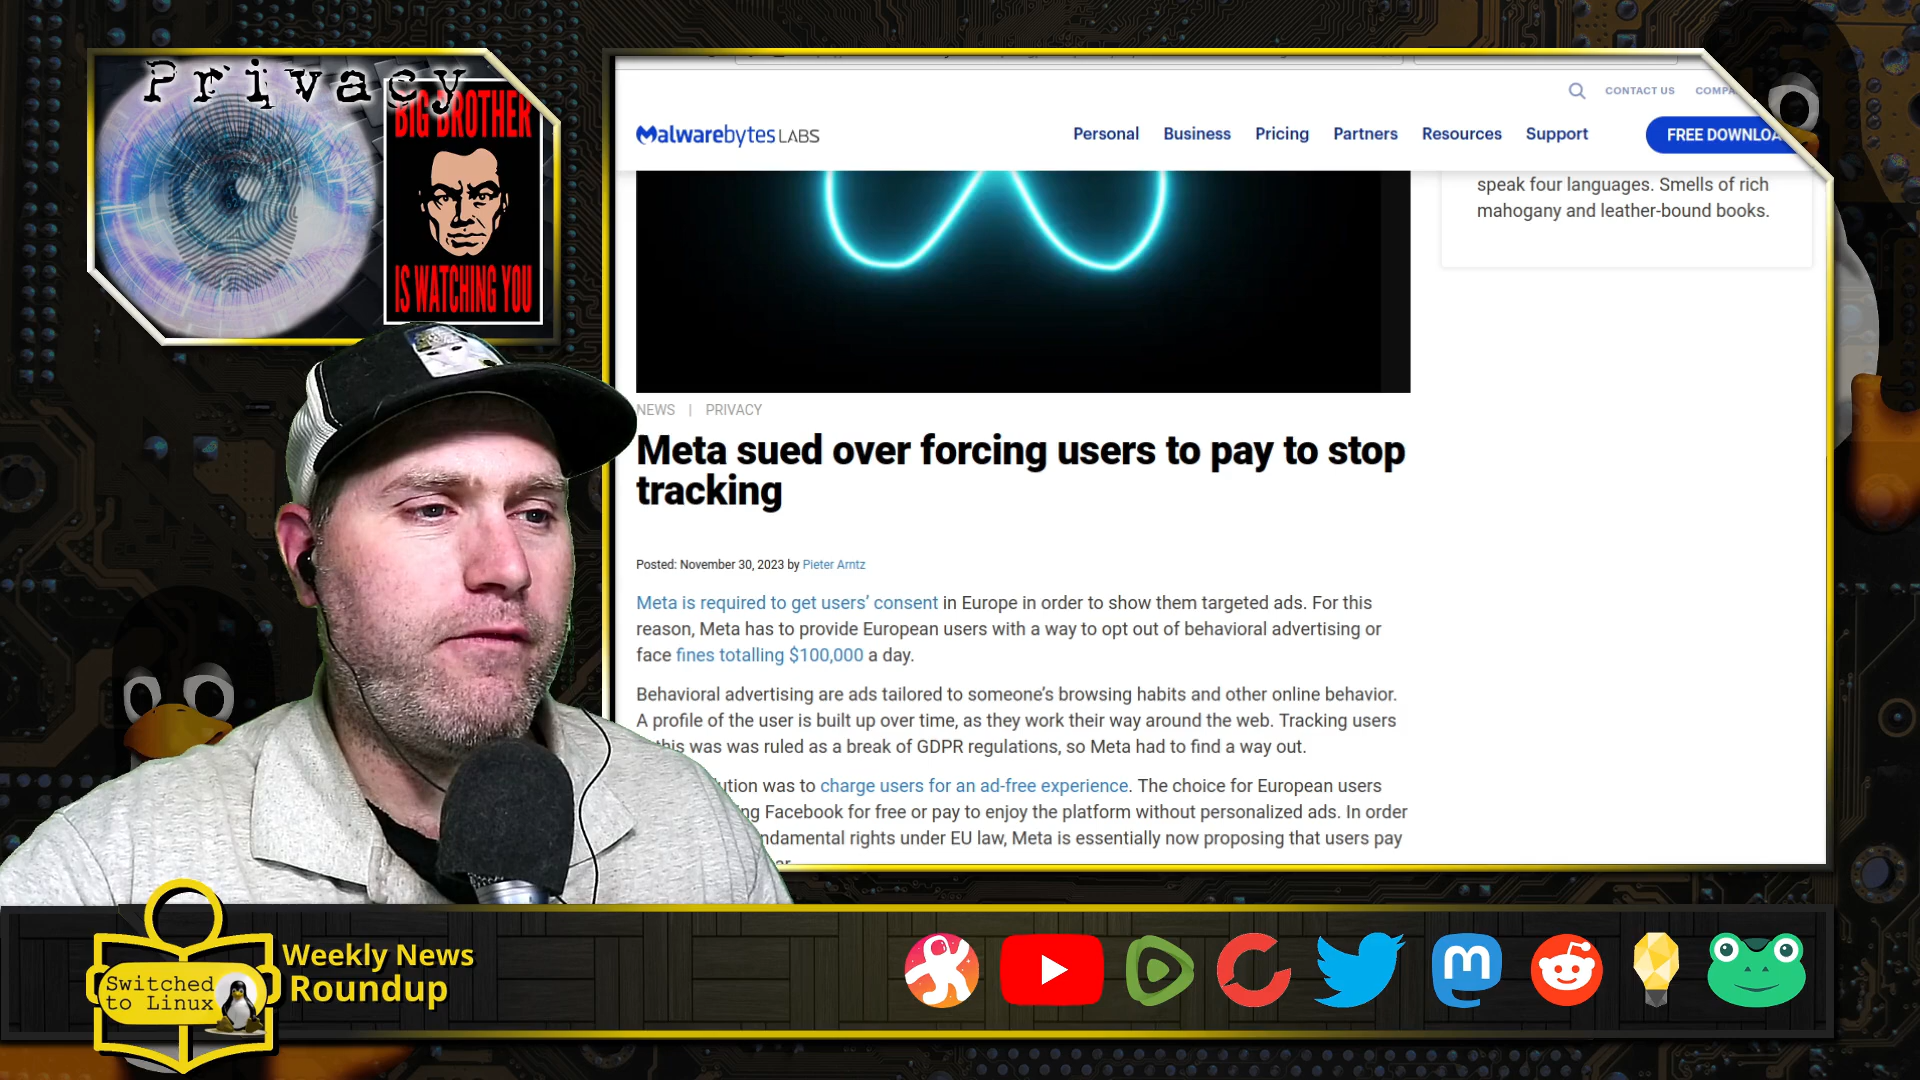 Privacy
BIG BROTHER
IS WATCHING YOU
CONTACT US
Malwarebytes LABS
Personal
Business
Pricing
Partners
Resources
Support
FREE
speak four languages. Smells of rich
mahogany and leather-bound books.
NEWS | PRIVACY
Meta sued over forcing users to pay to stop
tracking
Posted: November 30, 2023 by Pieter Arntz
Meta is required to get users’ consent in Europe in order to show them targeted ads. For this
reason, Meta has to provide European users with a way to opt out of behavioral advertising or
face fines totalling $100,000 a day.
Behavioral advertising are ads tailored to someone’s browsing habits and other online behavior.
A profile of the user is built up over time, as they work their way around the web. Tracking users
this was was ruled as a break of GDPR regulations, so Meta had to find a way out.
was to charge users for an ad-free experience. The choice for European users
Facebook for free or pay to enjoy the platform without personalized ads. In order
rights under EU law, Meta is essentially now proposing that users pay
Switched
to Linux
Weekly News
Roundup